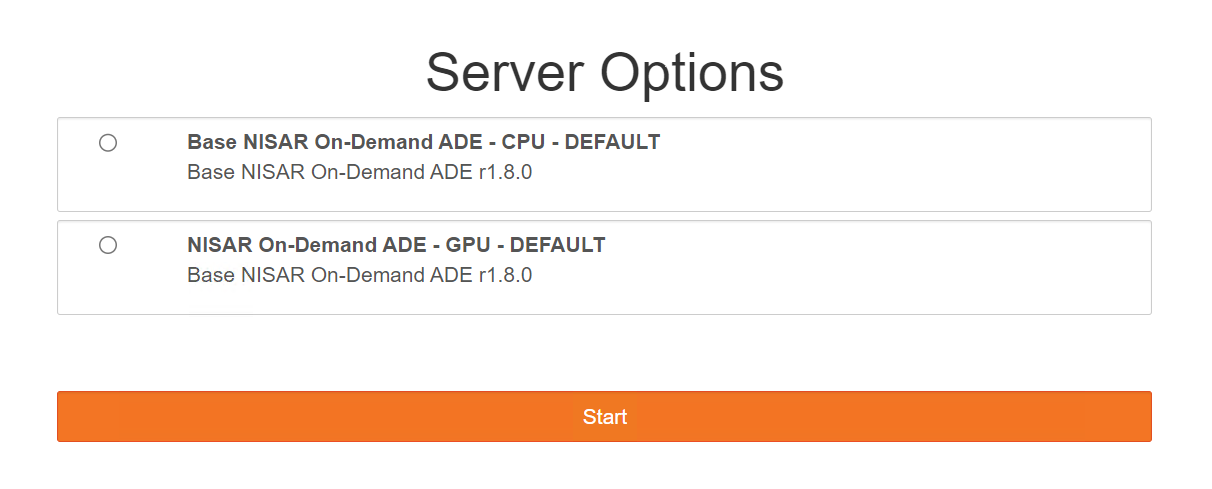 Server Options
Base NISAR On-Demand ADE - CPU - DEFAULT
Base NISAR On-Demand ADE r1.8.0
NISAR On-Demand ADE - GPU - DEFAULT
Base NISAR On-Demand ADE r1.8.0
Start